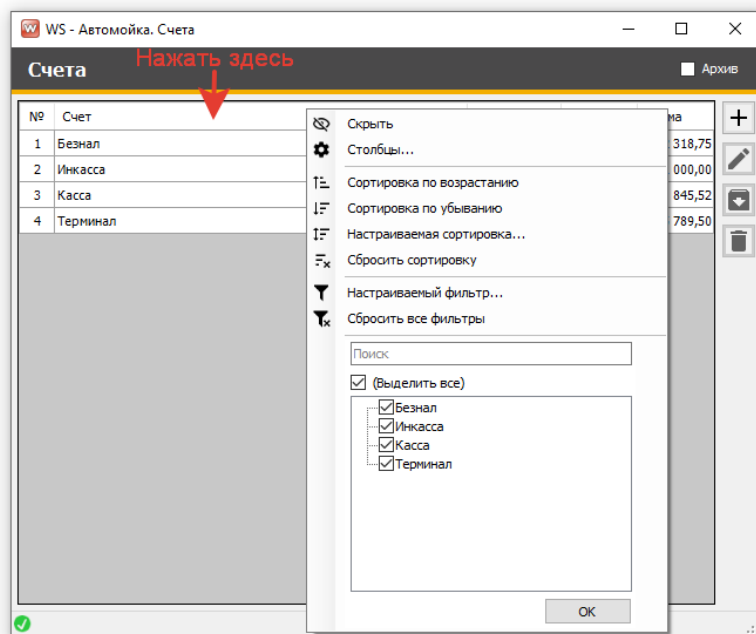 WS - Автомойка. Счета
Нажать здесь
Счета
Архив
№ Счет
1 Безнал 318,75
2 Инкасса 000,00
3 Касса 845,52
4 Терминал 789,50
Скрыть
Столбцы...
Сортировка по возрастанию
Сортировка по убыванию
Настраиваемая сортировка...
Сбросить сортировку
Настраиваемый фильтр...
Сбросить все фильтры
Поиск
(Выделить все)
Безнал
Инкасса
Касса
Терминал
OK